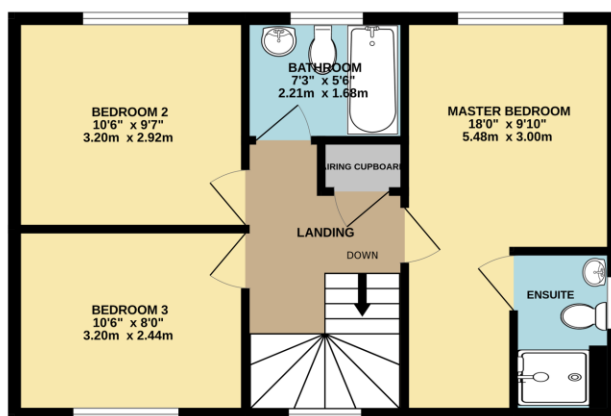 BEDROOM 2
10'6" x 9'7"
3.20m x 2.92m
BATHROOM
7'3" x 5'6"
2.21m x 1.68m
MASTER BEDROOM
18'0" x 9'10"
5.48m x 3.00m
AIRING CUPBOARD
LANDING
DOWN
BEDROOM 3
10'6" x 8'0"
3.20m x 2.44m
ENSUITE